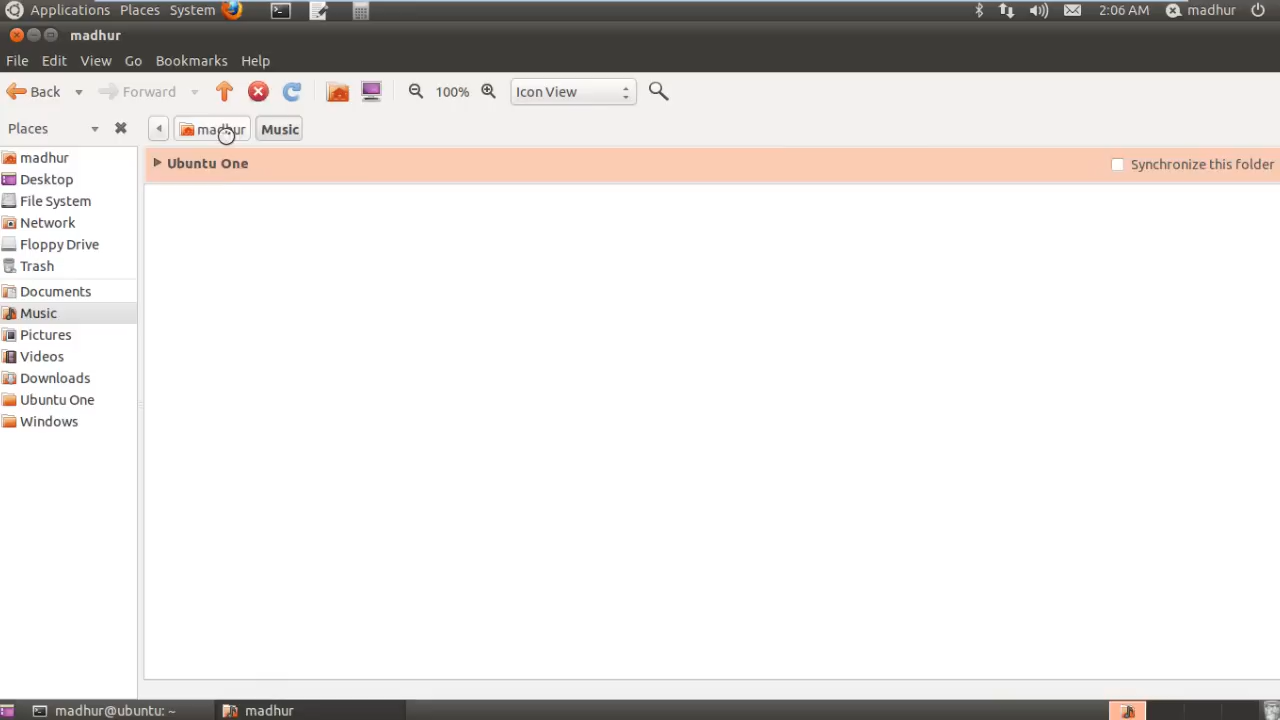 Applications Places System 2:06 AM madhur
madhur
File Edit View Go Bookmarks Help
Back Forward 100% Icon View
Places madhur Music
Ubuntu One Synchronize this folder
madhur
Desktop
File System
Network
Floppy Drive
Trash
Documents
Music
Pictures
Videos
Downloads
Ubuntu One
Windows
madhur@ubuntu: ~ madhur